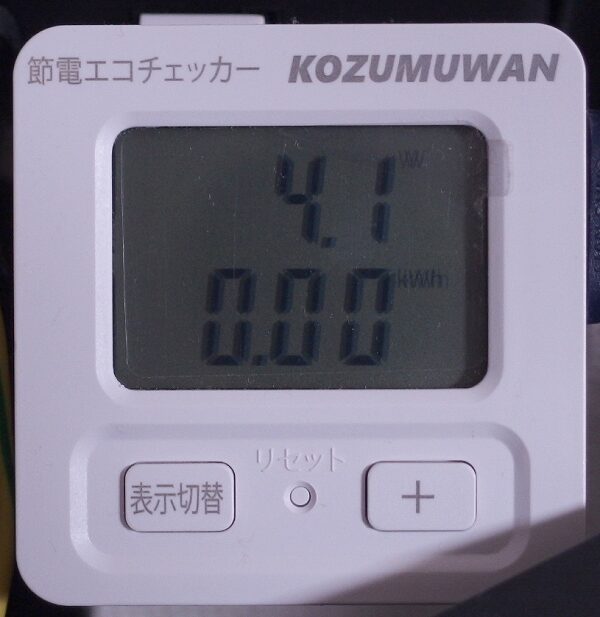 節電エコチェッカー KOZUMUWAN
4.1 W
0.00 kWh
リセット
表示切替 +